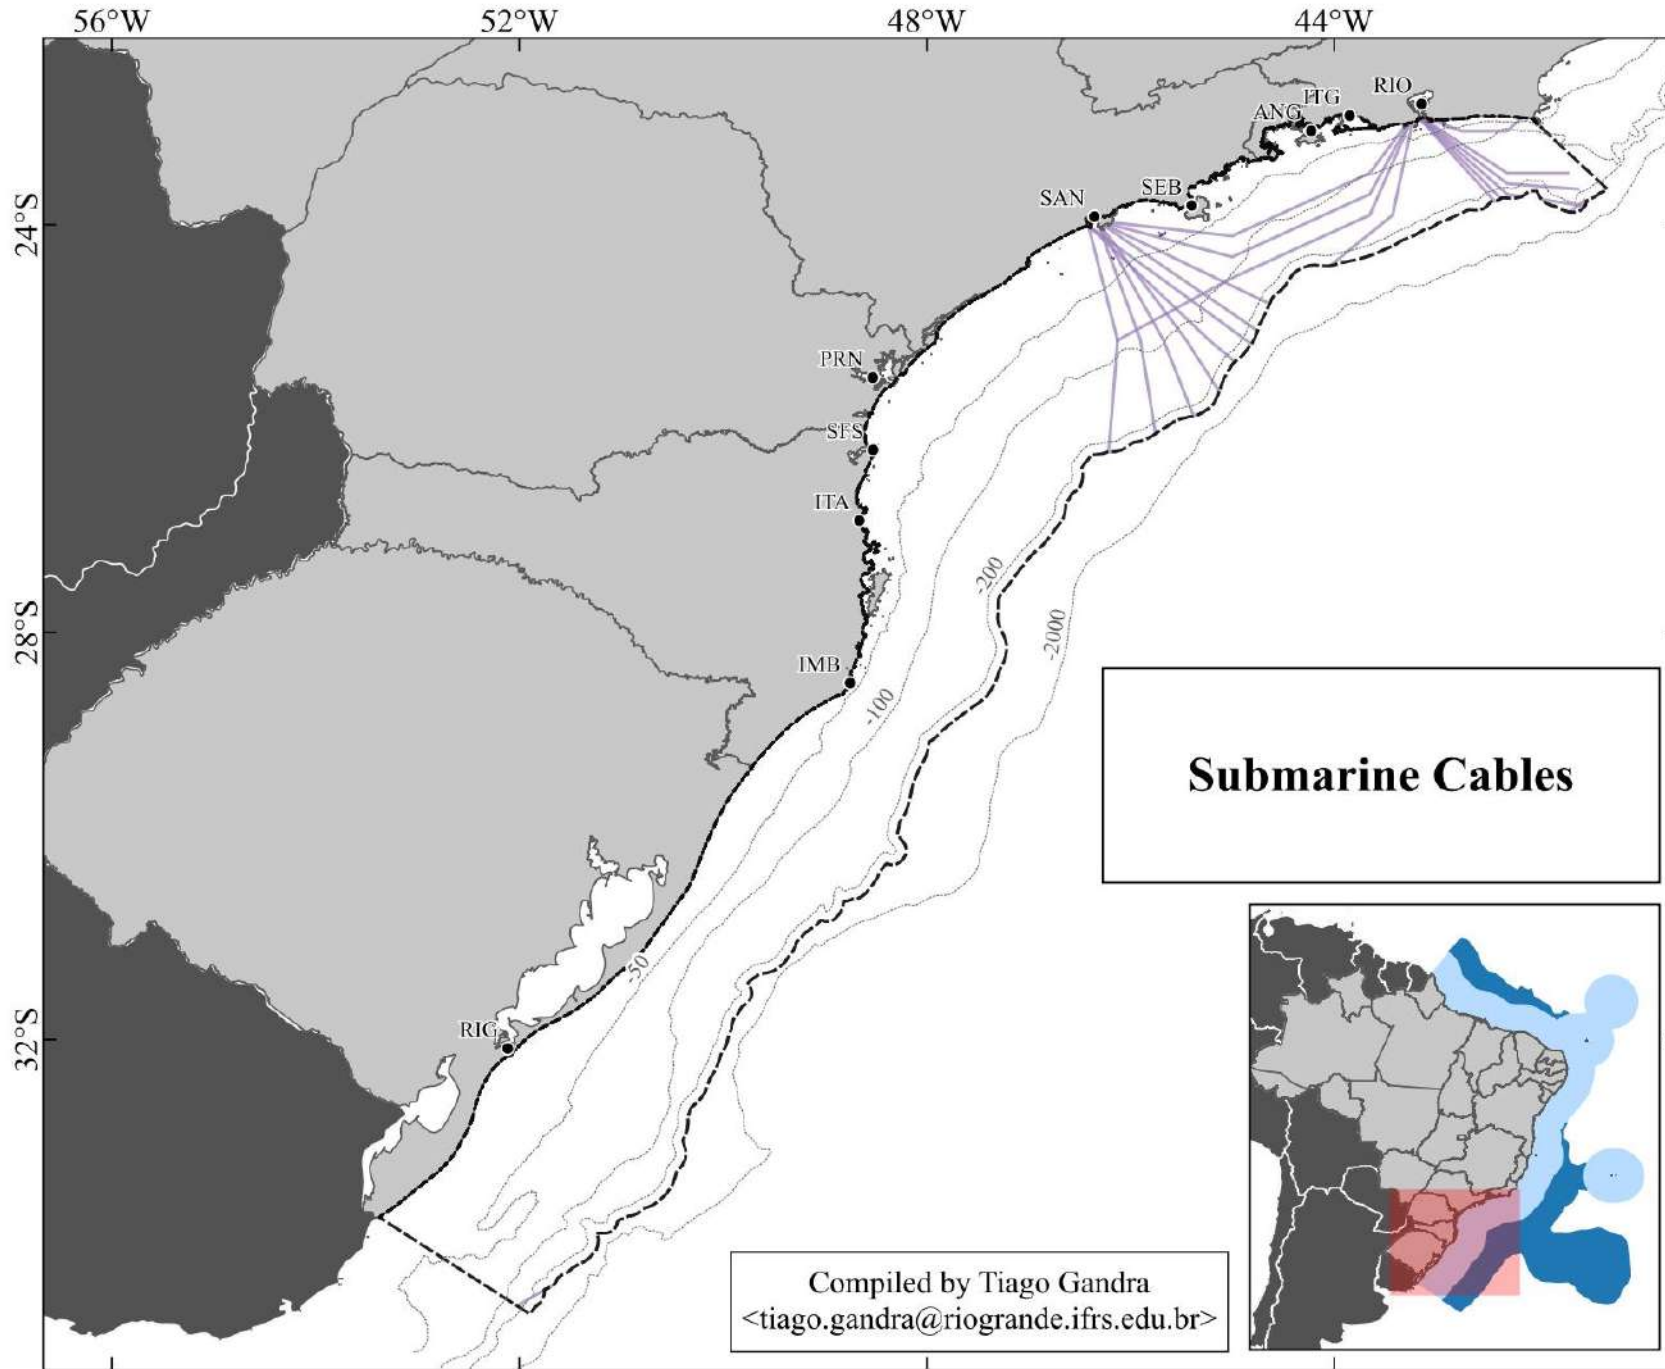 56°W
52°W
48°W
44°W
RIO
ITG
ANG
SEB
SAN
24°S
PRN
SFS
ITA
-200
28°S
-2000
IMB
-100
Submarine Cables
-50
RIG
32°S
Compiled by Tiago Gandra
<tiago.gandra@riogrande.ifrs.edu.br>